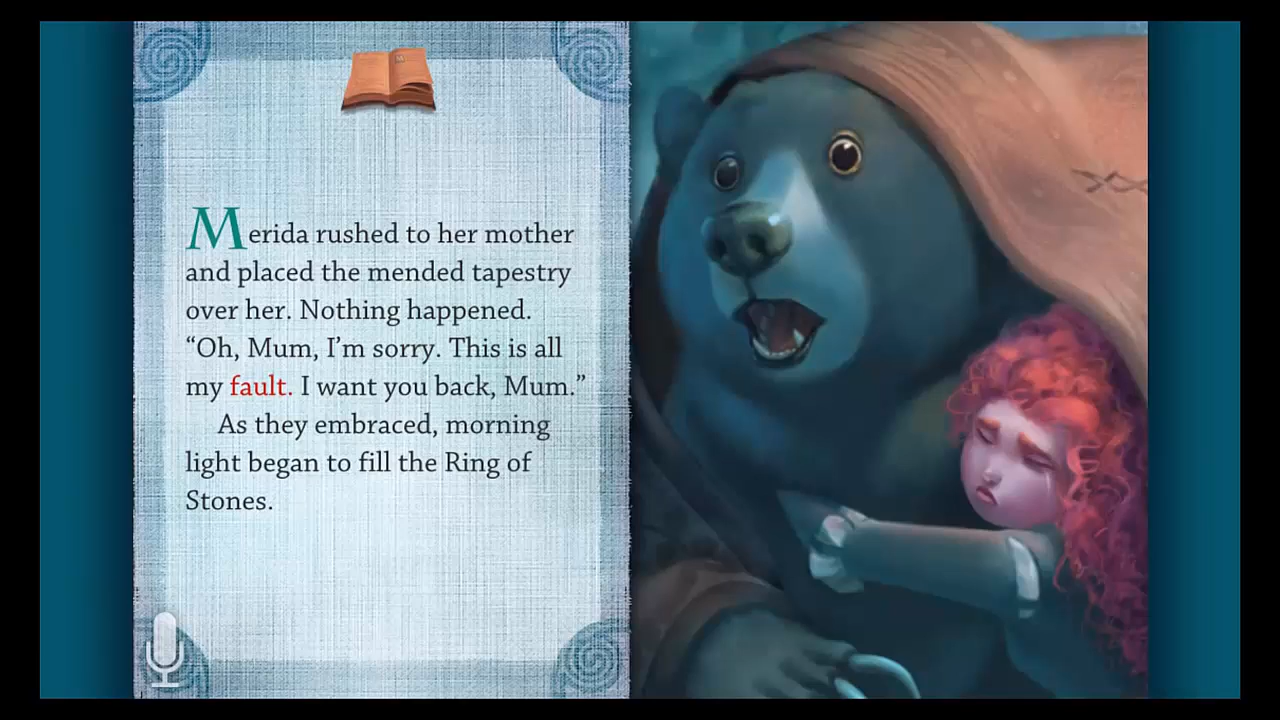 Merida rushed to her mother
and placed the mended tapestry
over her. Nothing happened.
“Oh, Mum, I’m sorry. This is all
my fault. I want you back, Mum.”
As they embraced, morning
light began to fill the Ring of
Stones.